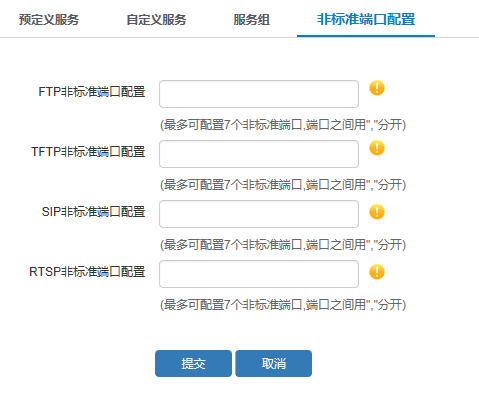 预定义服务 自定义服务 服务组 非标准端口配置
FTP非标准端口配置
(最多可配置7个非标准端口,端口之间用","分开)
TFTP非标准端口配置
(最多可配置7个非标准端口,端口之间用","分开)
SIP非标准端口配置
(最多可配置7个非标准端口,端口之间用","分开)
RTSP非标准端口配置
(最多可配置7个非标准端口,端口之间用","分开)
提交 取消